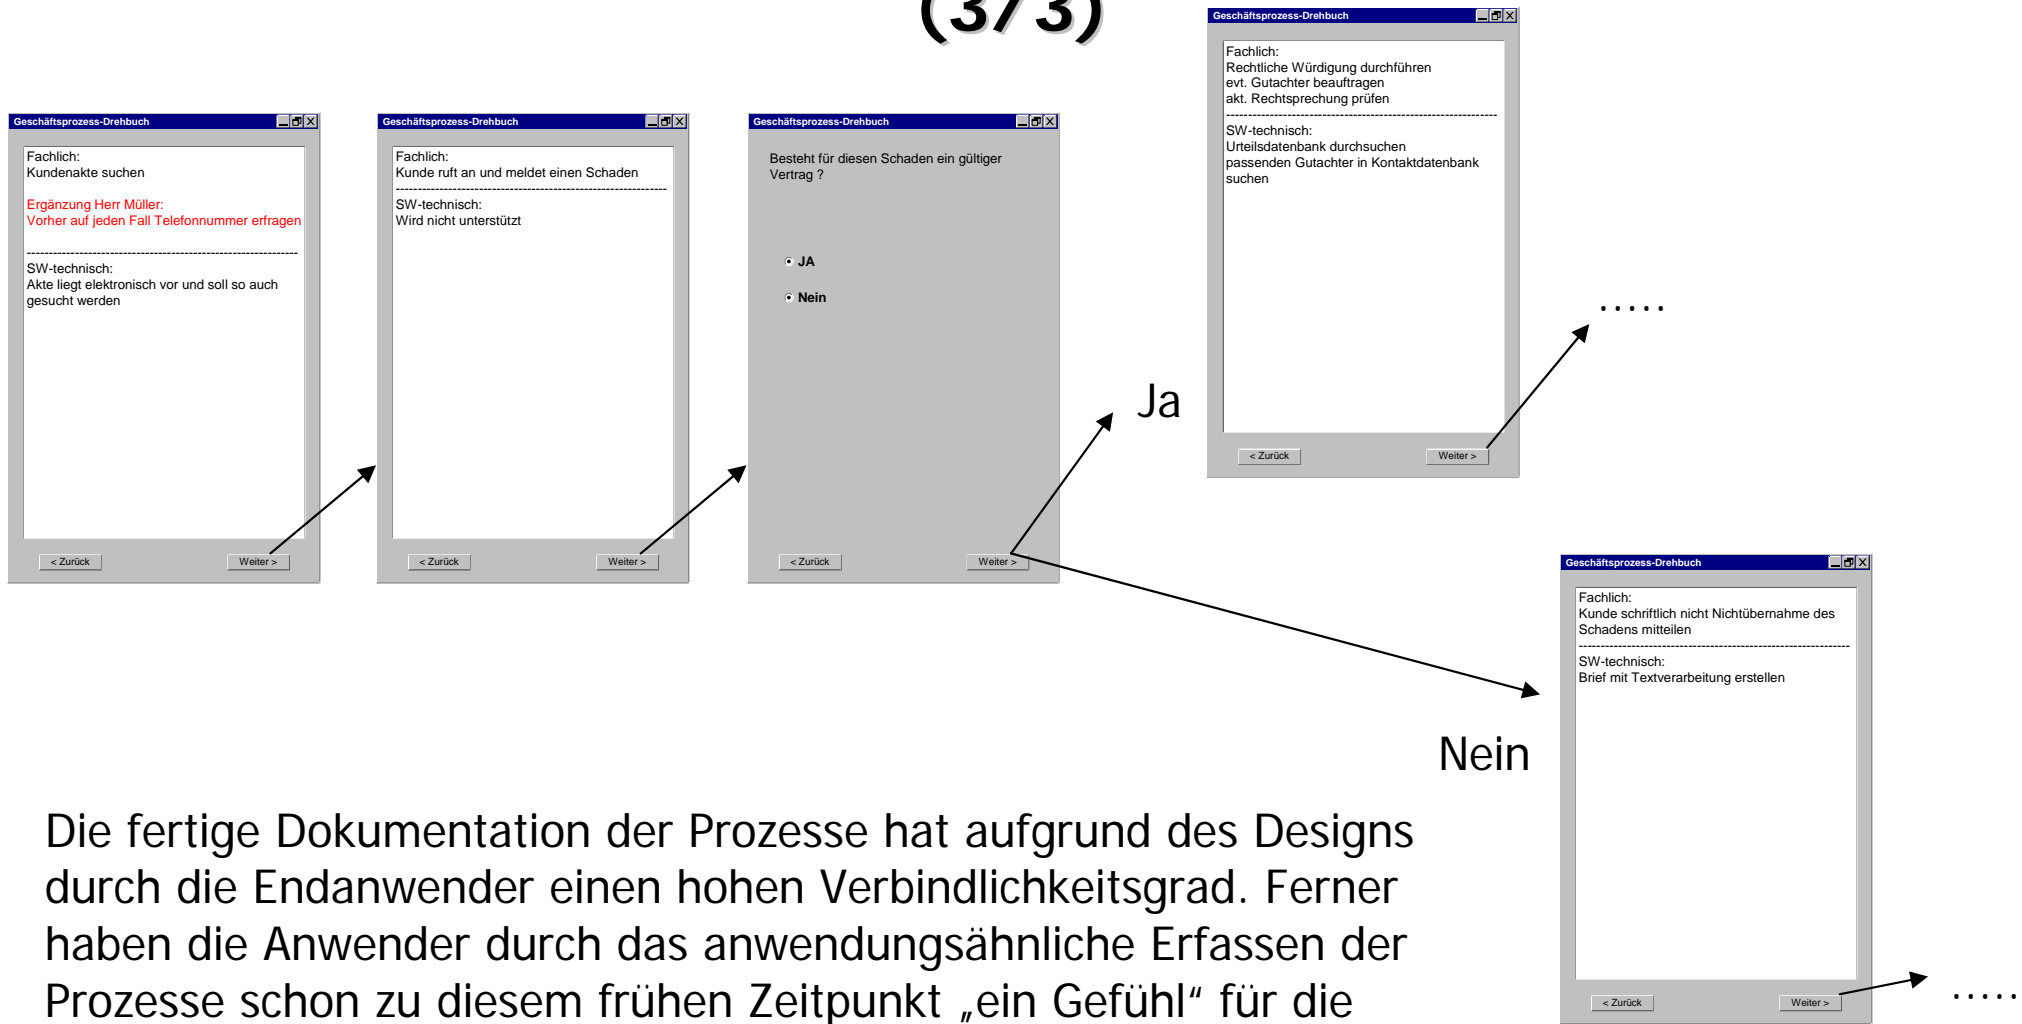 (3/3)
Geschäftsprozess-Drehbuch
Fachlich:
Kundenakte suchen
Ergänzung Herr Müller:
Vorher auf jeden Fall Telefonnummer erfragen
---------------------------------------------------------------
SW-technisch:
Akte liegt elektronisch vor und soll so auch
gesucht werden
< Zurück
Weiter >
Geschäftsprozess-Drehbuch
Fachlich:
Kunde ruft an und meldet einen Schaden
---------------------------------------------------------------
SW-technisch:
Wird nicht unterstützt
< Zurück
Weiter >
Geschäftsprozess-Drehbuch
Besteht für diesen Schaden ein gültiger
Vertrag ?
JA
Nein
< Zurück
Weiter >
Ja
Geschäftsprozess-Drehbuch
Fachlich:
Rechtliche Würdigung durchführen
evt. Gutachter beauftragen
akt. Rechtsprechung prüfen
---------------------------------------------------------------
SW-technisch:
Urteilsdatenbank durchsuchen
passenden Gutachter in Kontaktdatenbank
suchen
< Zurück
Weiter >
.....
Nein
Geschäftsprozess-Drehbuch
Fachlich:
Kunde schriftlich nicht Nichtübernahme des
Schadens mitteilen
---------------------------------------------------------------
SW-technisch:
Brief mit Textverarbeitung erstellen
< Zurück
Weiter >
.....
Die fertige Dokumentation der Prozesse hat aufgrund des Designs
durch die Endanwender einen hohen Verbindlichkeitsgrad. Ferner
haben die Anwender durch das anwendungsähnliche Erfassen der
Prozesse schon zu diesem frühen Zeitpunkt „ein Gefühl“ für die